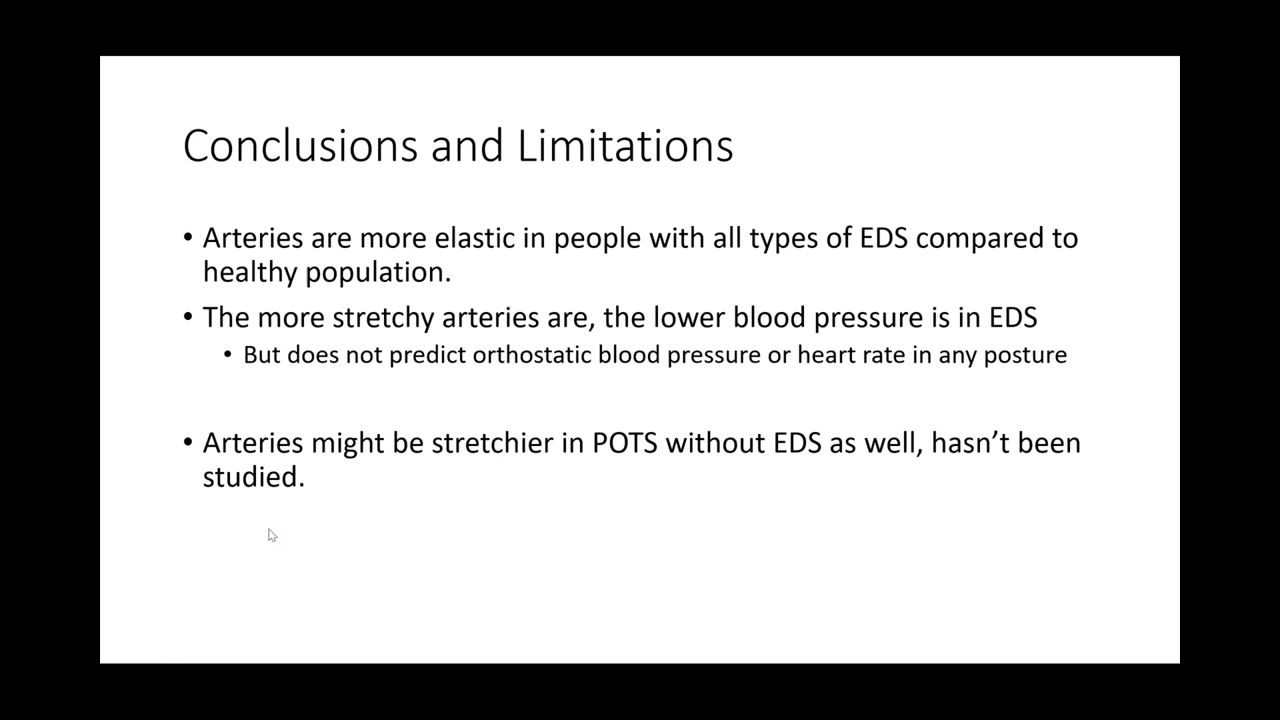 Conclusions and Limitations
• Arteries are more elastic in people with all types of EDS compared to
healthy population.
• The more stretchy arteries are, the lower blood pressure is in EDS
• But does not predict orthostatic blood pressure or heart rate in any posture
• Arteries might be stretchier in POTS without EDS as well, hasn’t been
studied.